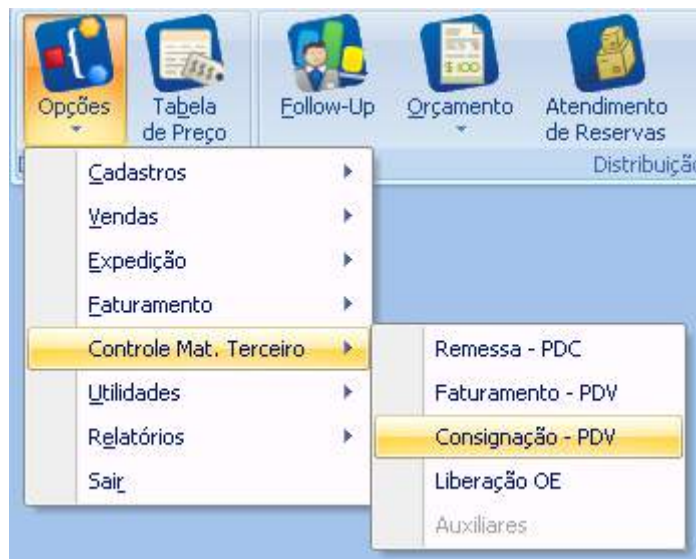 Opções
Tabela
de Preço
Follow-Up
$100
Orçamento
Atendimento
de Reservas
Distribuiçã
Cadastros
Vendas
Expedição
Faturamento
Controle Mat. Terceiro
Utilidades
Relatórios
Sair
Remessa - PDC
Faturamento - PDV
Consignação - PDV
Liberação OE
Auxiliares